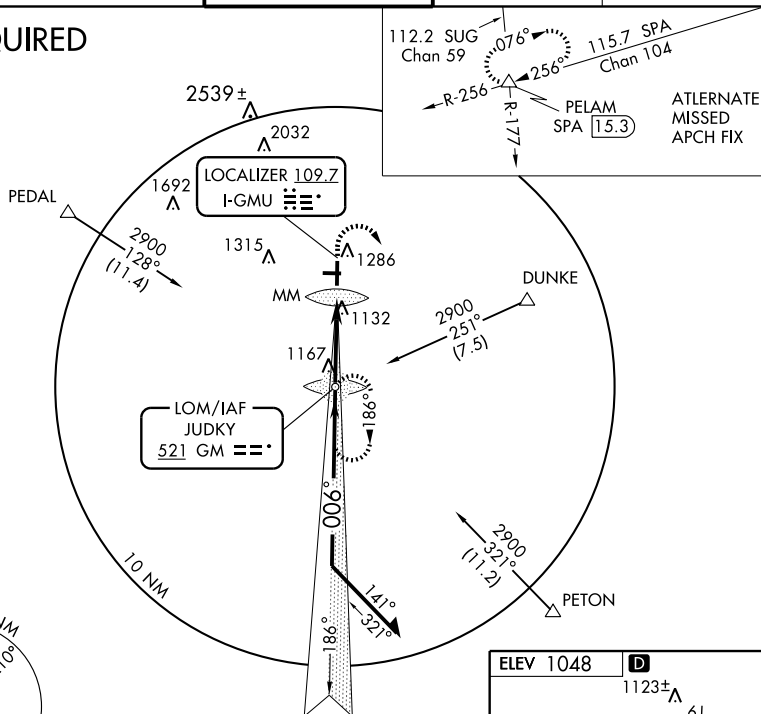 QUIRED
112.2 SUG
Chan 59
076°
115.7 SPA
Chan 104
256°
R-256
R-177
PELAM
SPA 15.3
ATLERNATE
MISSED
APCH FIX
2539 ±
2032
LOCALIZER 109.7
I-GMU
1692
PEDAL
2900
128°
(11.4)
1315
1286
MM
1132
DUNKE
2900
251°
(7.5)
1167
LOM/IAF
JUDKY
521 GM
186°
006°
2900
321°
(11.2)
PETON
10 NM
141°
321°
186°
NM
10°
ELEV 1048
D
1123±